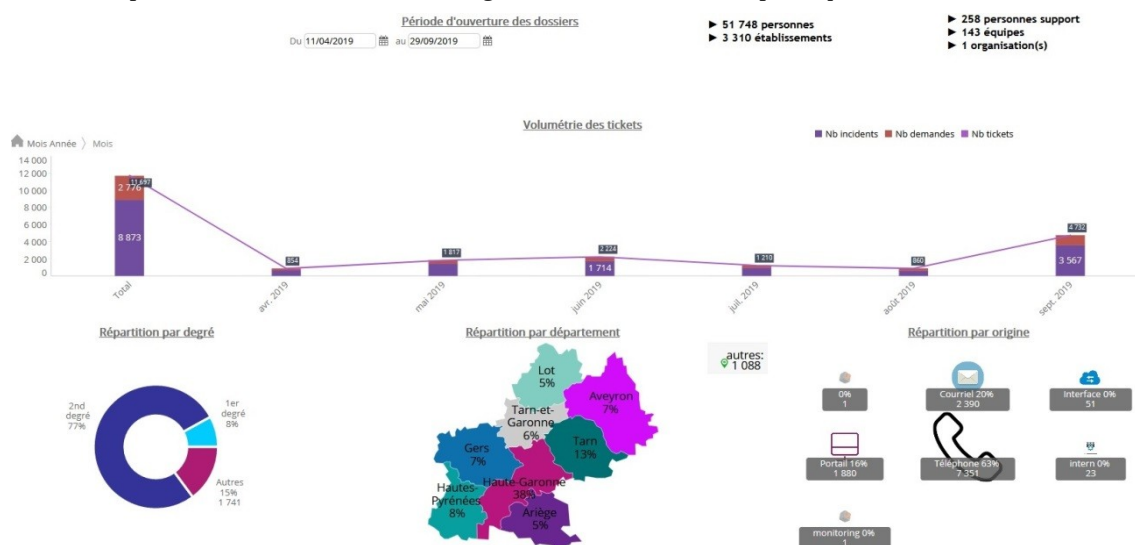 Période d'ouverture des dossiers
Du 11/04/2019 au 29/09/2019
► 51 748 personnes
► 3 310 établissements
► 258 personnes support
► 143 équipes
► 1 organisation(s)
Volumétrie des tickets
Nb incidents Nb demandes Nb tickets
Mois Année 〉 Mois
14 000
12 000
10 000
8 000
6 000
4 000
2 000
0
2 776
11 697
8 873
854
1 817
2 224
1 714
1 210
860
4 732
3 567
Total
avr. 2019
mai 2019
juin 2019
juil. 2019
août 2019
sept. 2019
Répartition par degré
2nd
degré
77%
1er
degré
8%
Autres
15%
1 741
Répartition par département
autres:
1 088
Lot
5%
Aveyron
7%
Tarn-et-
Garonne
6%
Tarn
13%
Gers
7%
Haute-Garonne
38%
Hautes-
Pyrénées
8%
Ariège
5%
Répartition par origine
0%
1
Courriel 20%
2 390
Interface 0%
51
Portail 16%
1 880
Téléphone 63%
7 351
intern 0%
23
monitoring 0%
1